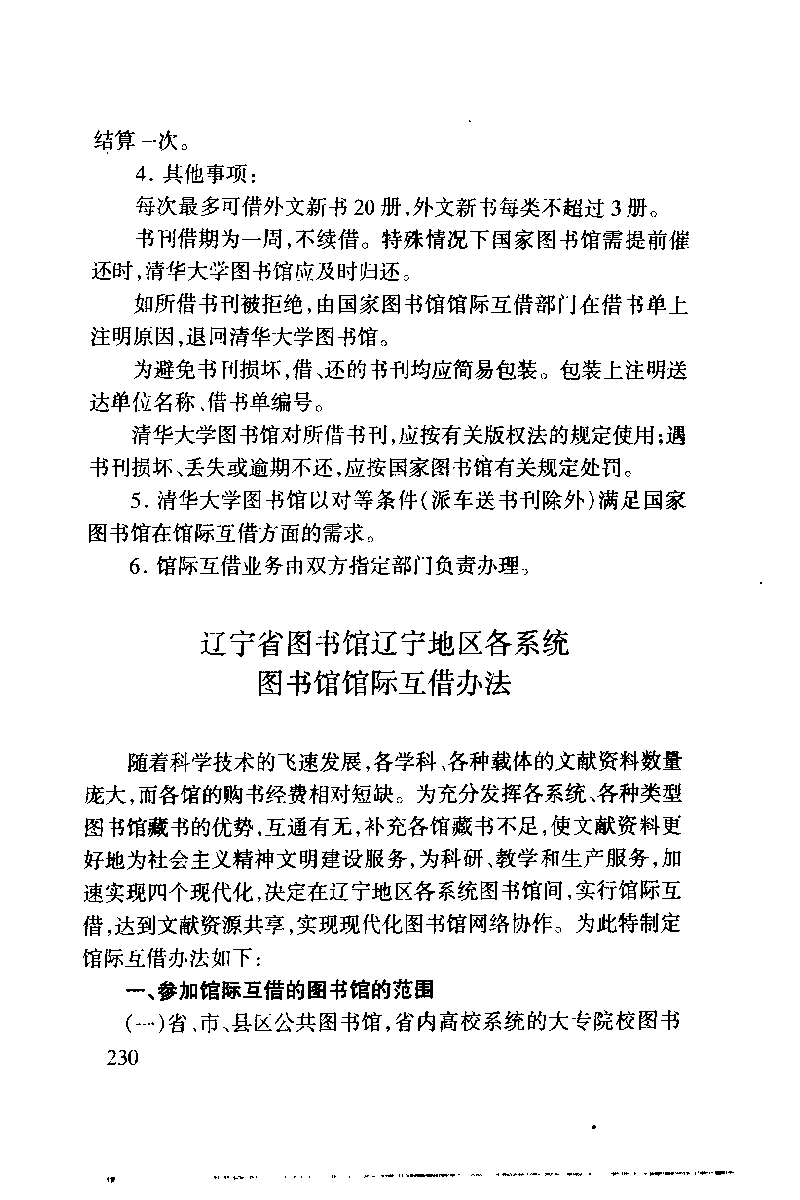 结算一次。
4. 其他事项：
每次最多可借外文新书 20 册，外文新书每类不超过 3 册。
书刊借期为一周，不续借。特殊情况下国家图书馆需提前催
还时，清华大学图书馆应及时归还。
如所借书刊被拒绝，由国家图书馆馆际互借部门在借书单上
注明原因，退回清华大学图书馆。
为避免书刊损坏，借、还的书刊均应简易包装。包装上注明送
达单位名称、借书单编号。
清华大学图书馆对所借书刊，应按有关版权法的规定使用；遇
书刊损坏、丢失或逾期不还，应按国家图书馆有关规定处罚。
5. 清华大学图书馆以对等条件（派车送书刊除外）满足国家
图书馆在馆际互借方面的需求。
6. 馆际互借业务由双方指定部门负责办理。
辽宁省图书馆辽宁地区各系统
图书馆馆际互借办法
随着科学技术的飞速发展，各学科、各种载体的文献资料数量
庞大，而各馆的购书经费相对短缺。为充分发挥各系统、各种类型
图书馆藏书的优势，互通有无，补充各馆藏书不足，使文献资料更
好地为社会主义精神文明建设服务，为科研、教学和生产服务，加
速实现四个现代化，决定在辽宁地区各系统图书馆间，实行馆际互
借，达到文献资源共享，实现现代化图书馆网络协作。为此特制定
馆际互借办法如下：
一、参加馆际互借的图书馆的范围
（一）省、市、县区公共图书馆，省内高校系统的大专院校图书
230